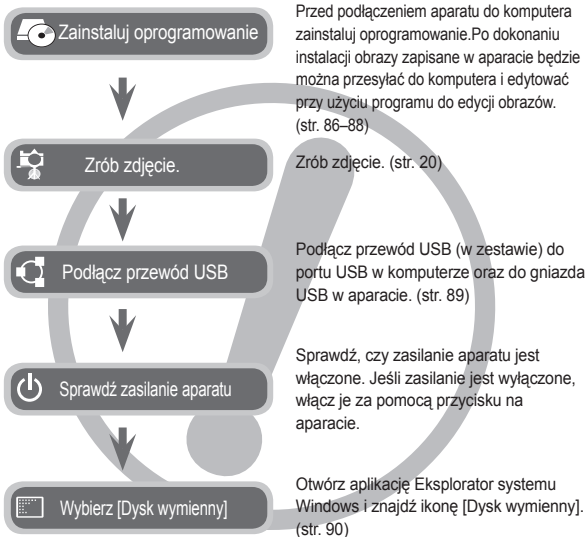 Zainstaluj oprogramowanie
Przed podłączeniem aparatu do komputera
zainstaluj oprogramowanie.Po dokonaniu
instalacji obrazy zapisane w aparacie będzie
można przesyłać do komputera i edytować
przy użyciu programu do edycji obrazów.
(str. 86–88)
Zrób zdjęcie.
Zrób zdjęcie. (str. 20)
Podłącz przewód USB
Podłącz przewód USB (w zestawie) do
portu USB w komputerze oraz do gniazda
USB w aparacie. (str. 89)
Sprawdź zasilanie aparatu
Sprawdź, czy zasilanie aparatu jest
włączone. Jeśli zasilanie jest wyłączone,
włącz je za pomocą przycisku na
aparacie.
Wybierz [Dysk wymienny]
Otwórz aplikację Eksplorator systemu
Windows i znajdź ikonę [Dysk wymienny].
(str. 90)